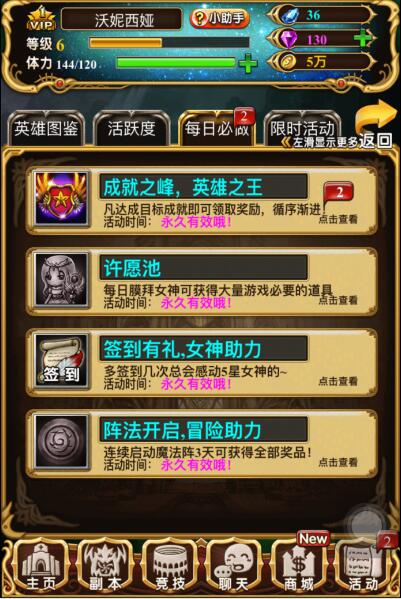 1
VIP
沃妮西娅
小助手
36
等级 6
130
体力 144/120
5万
英雄图鉴
活跃度
每日必做
2
限时活动
《左滑显示更多
返回
成就之峰，英雄之王
2
凡达成目标成就即可领取奖励，循序渐进
活动时间： 永久有效哦！
点击查看
许愿池
每日膜拜女神可获得大量游戏必要的道具
活动时间： 永久有效哦！
点击查看
签到
签到有礼,女神助力
多签到几次总会感动5星女神的~
活动时间： 永久有效哦！
点击查看
阵法开启,冒险助力
连续启动魔法阵3天可获得全部奖品！
活动时间： 永久有效哦！
点击查看
主页
副本
竞技
聊天
New
商城
2
活动